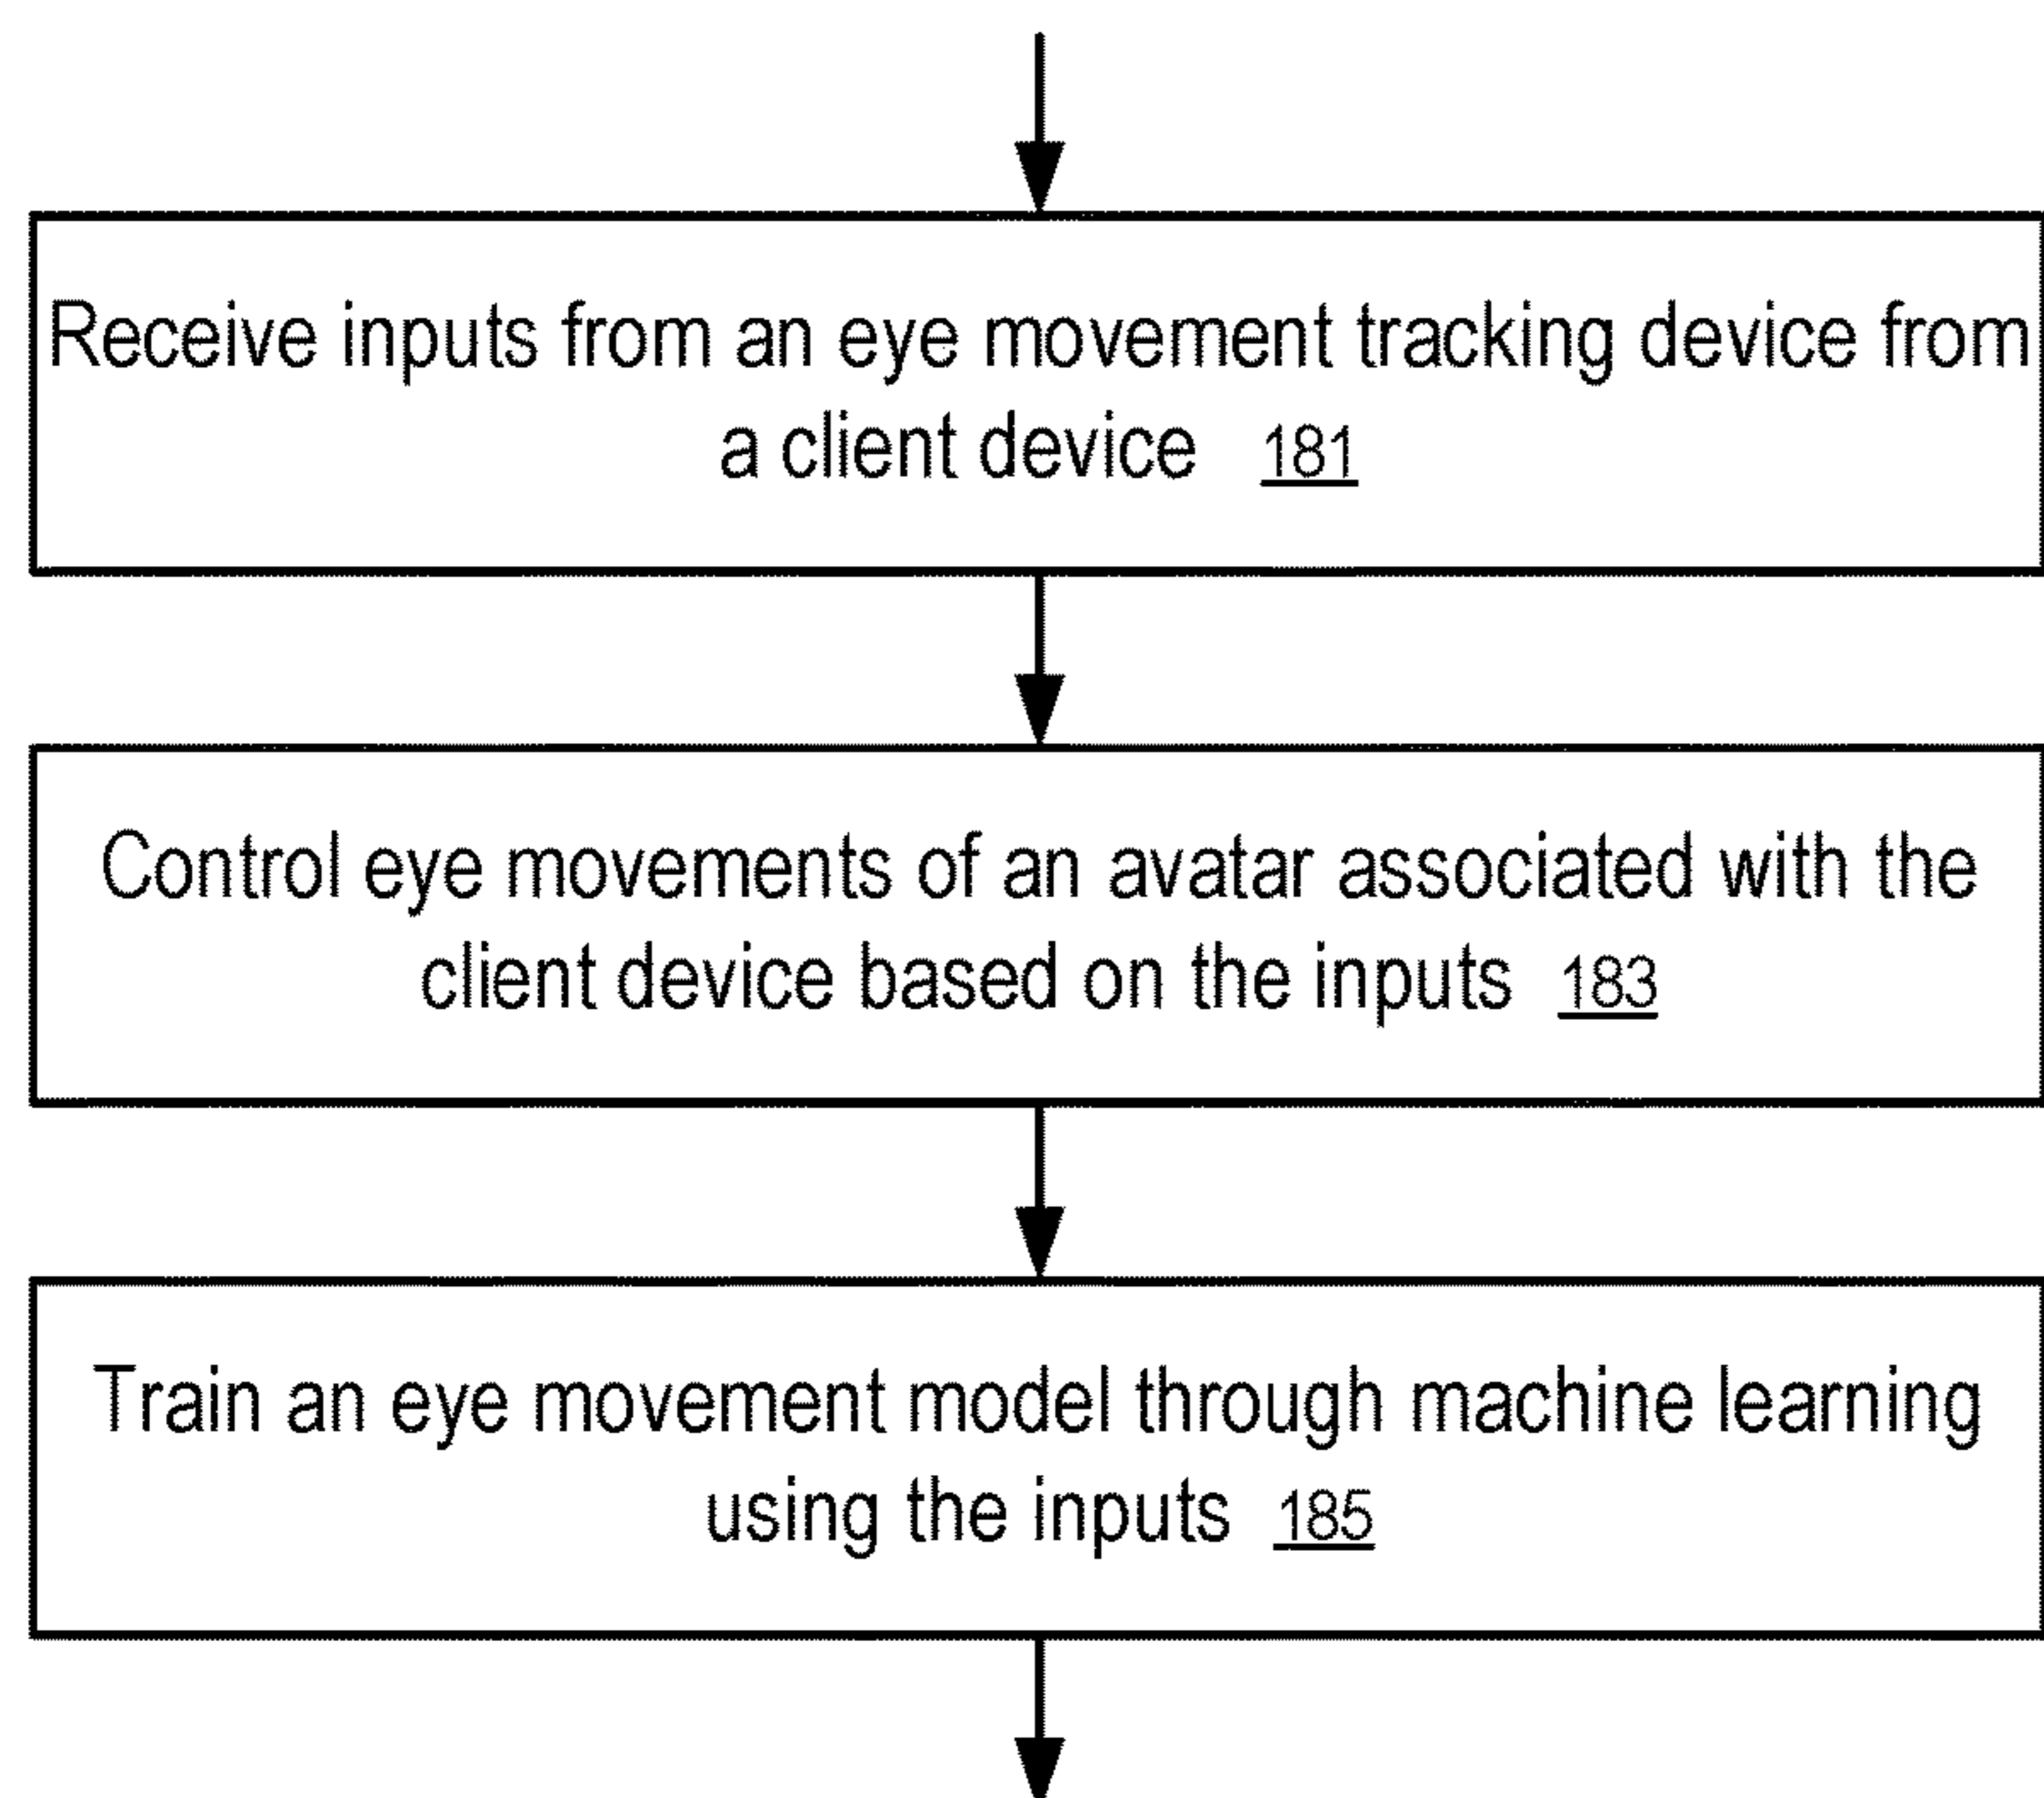 Receive inputs from an eye movement tracking device from
a client device 181
Control eye movements of an avatar associated with the
client device based on the inputs 183
Train an eye movement model through machine learning
using the inputs 185